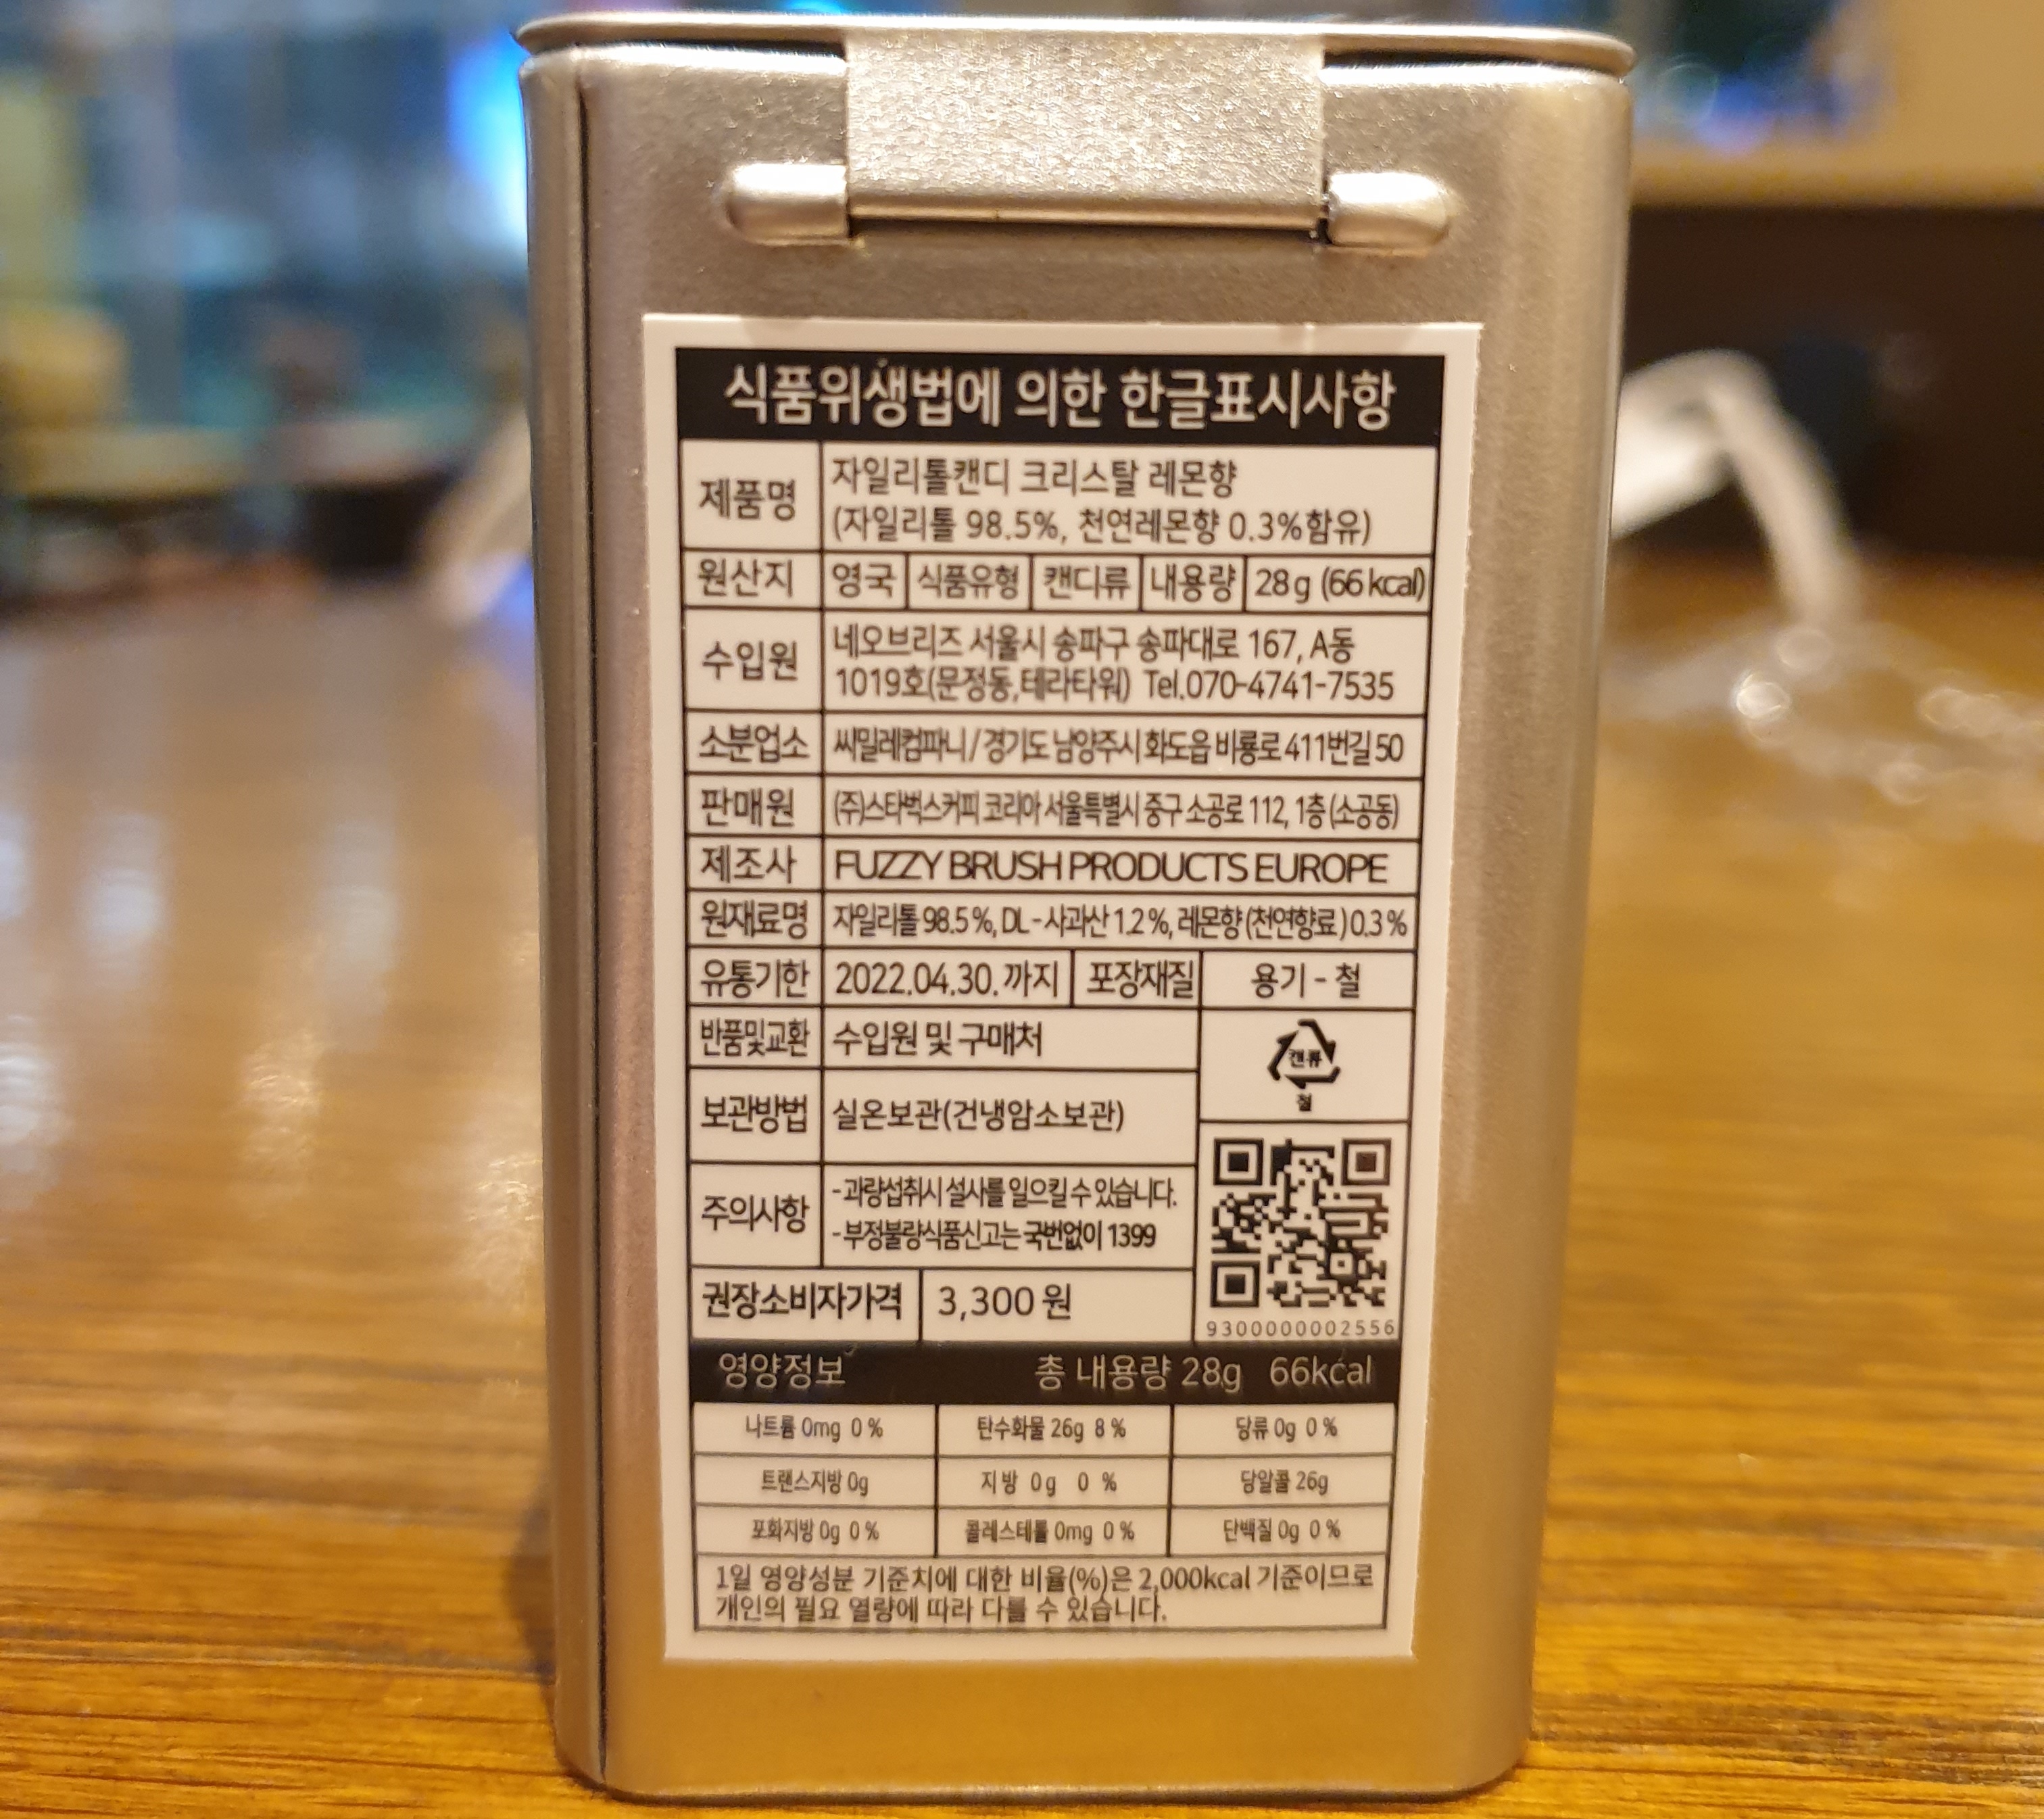 식품위생법에 의한 한글표시사항
제품명 자일리톨캔디 크리스탈 레몬향
(자일리톨 98.5%, 천연레몬향 0.3%함유)
원산지 영국 식품유형 캔디류 내용량 28g (66kcal)
수입원 네오브리즈 서울시 송파구 송파대로 167, A동
1019호(문정동,테라타워) Tel.070-4741-7535
소분업소 씨밀레컴파니/경기도 남양주시 화도읍 비룡로411번길 50
판매원 (주)스타벅스커피 코리아 서울특별시 중구 소공로 112, 1층(소공동)
제조사 FUZZY BRUSH PRODUCTS EUROPE
원재료명 자일리톨 98.5%, DL-사과산 1.2%, 레몬향(천연향료) 0.3%
유통기한 2022.04.30.까지 포장재질 용기-철
반품및교환 수입원 및 구매처
캔류
철
보관방법 실온보관(건냉암소보관)
주의사항 -과량섭취시 설사를 일으킬 수 있습니다.
-부정불량식품신고는 국번없이 1399
권장소비자가격 3,300원
9300000002556
영양정보 총 내용량 28g 66kcal
나트륨 0mg 0% 탄수화물 26g 8% 당류 0g 0%
트랜스지방 0g 지방 0g 0% 당알콜 26g
포화지방 0g 0% 콜레스테롤 0mg 0% 단백질 0g 0%
1일 영양성분 기준치에 대한 비율(%)은 2,000kcal 기준이므로
개인의 필요 열량에 따라 다를 수 있습니다.